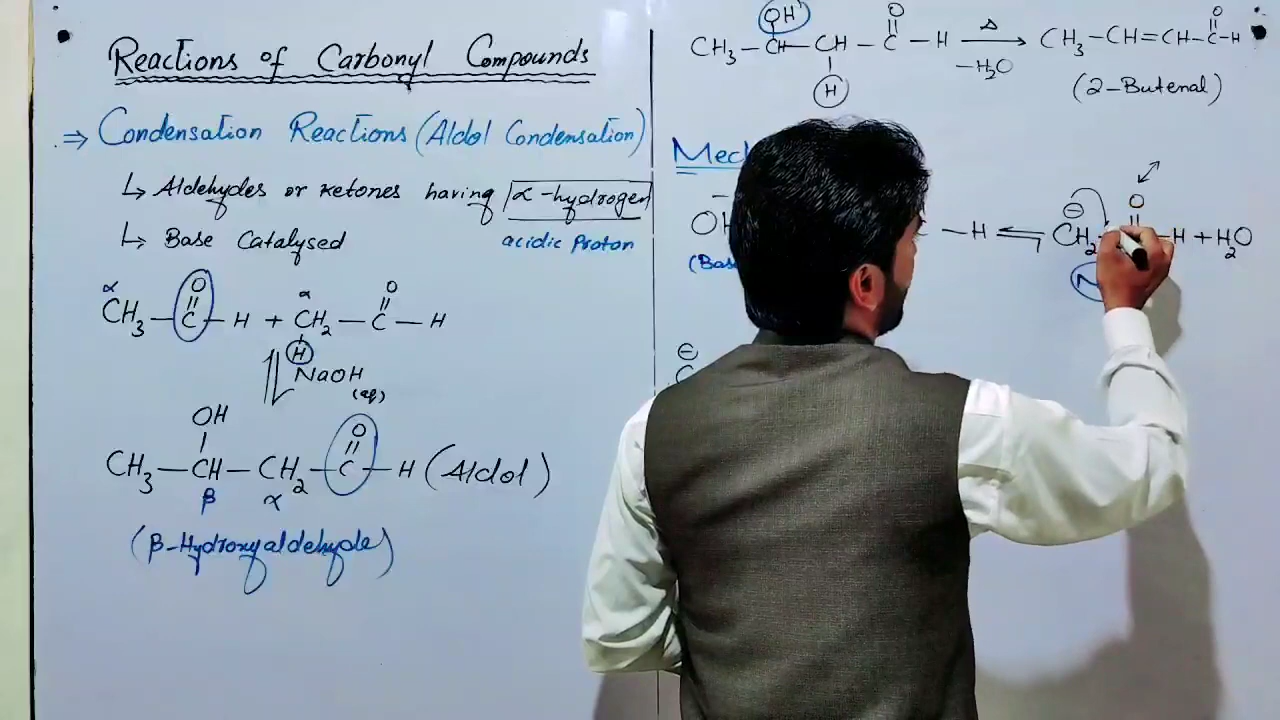 Reactions of Carbonyl Compounds
⇒ Condensation Reactions (Aldol Condensation)
↳ Aldehydes or ketones having α-hydrogen
↳ Base Catalysed
acidic Proton
α α
O O
CH3 — C — H + CH2 — C — H
H
NaOH
(aq)
OH O
CH3 — CH — CH2 — C — H (Aldol)
β α
(β-Hydroxyaldehyde)
OH O Δ O
CH3 — CH — CH — C — H → CH3 — CH = CH — C — H
H -H2O
(2-Butenal)
O
OH — H ⇌ CH2 — H + H2O